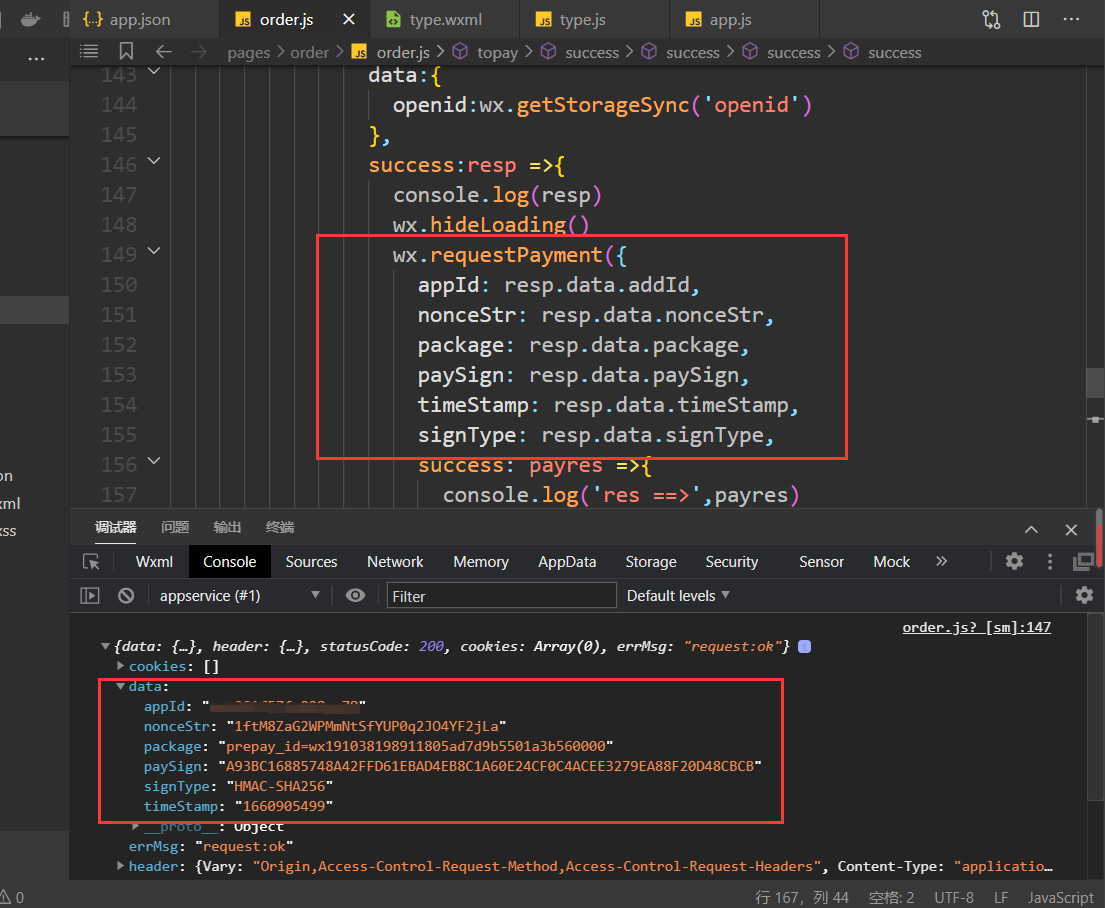 app.json order.js type.wxml type.js app.js
pages order order.js topay success success success success
143 data:{
144 openid:wx.getStorageSync('openid')
145 },
146 success:resp =>{
147 console.log(resp)
148 wx.hideLoading()
149 wx.requestPayment({
150 appId: resp.data.addId,
151 nonceStr: resp.data.nonceStr,
152 package: resp.data.package,
153 paySign: resp.data.paySign,
154 timeStamp: resp.data.timeStamp,
155 signType: resp.data.signType,
156 success: payres =>{
157 console.log('res ==>',payres)
on
xml
xss
调试器 问题 输出 终端
Wxml Console Sources Network Memory AppData Storage Security Sensor Mock
appservice (#1) Filter Default levels
order.js? [sm]:147
{data: {…}, header: {…}, statusCode: 200, cookies: Array(0), errMsg: "request:ok"}
cookies: []
data:
appId: "
nonceStr: "1ftM8ZaG2WPMmNtSfYUP0q2JO4YF2jLa"
package: "prepay_id=wx191038198911805ad7d9b5501a3b560000"
paySign: "A93BC16885748A42FFD61EBAD4EB8C1A60E24CF0C4ACEE3279EA88F20D48CBCB"
signType: "HMAC-SHA256"
timeStamp: "1660905499"
__proto__: Object
errMsg: "request:ok"
header: {Vary: "Origin,Access-Control-Request-Method,Access-Control-Request-Headers", Content-Type: "applicatio…
0 行 167，列 44 空格: 2 UTF-8 LF JavaScript